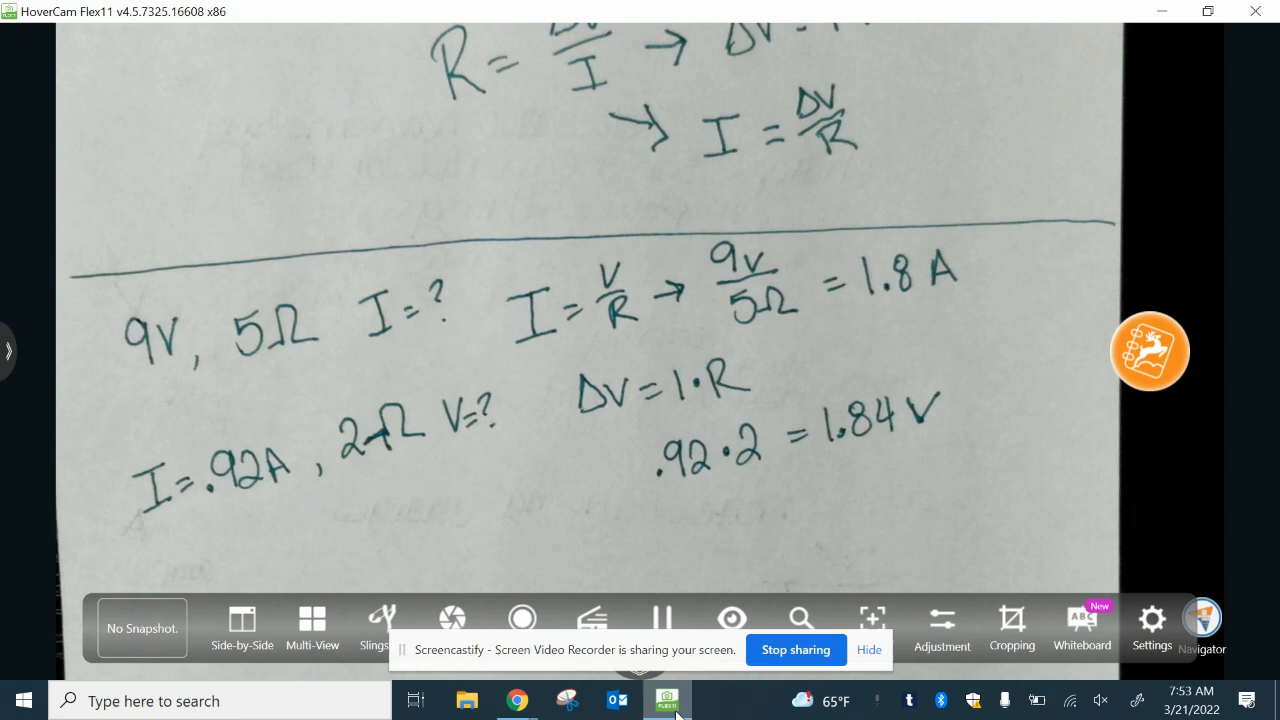 HoverCam Flex11 v4.5.7325.16608 x86
R = ΔV/I → ΔV =
→ I = ΔV/R
9V, 5Ω I = ? I = V/R → 9V/5Ω = 1.8 A
I = .92A, 2Ω V=? ΔV = I·R
.92 · 2 = 1.84 V
No Snapshot.
Side-by-Side Multi-View Slings Adjustment Cropping Whiteboard Settings Navigator
New
ABC
Screencastify - Screen Video Recorder is sharing your screen. Stop sharing Hide
Type here to search
FLEX11
65°F
7:53 AM
3/21/2022